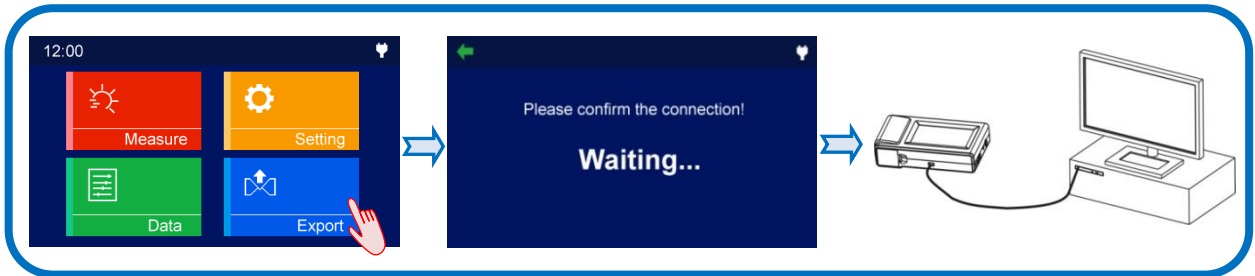 12:00
Measure
Setting
Data
Export
Please confirm the connection!
Waiting...